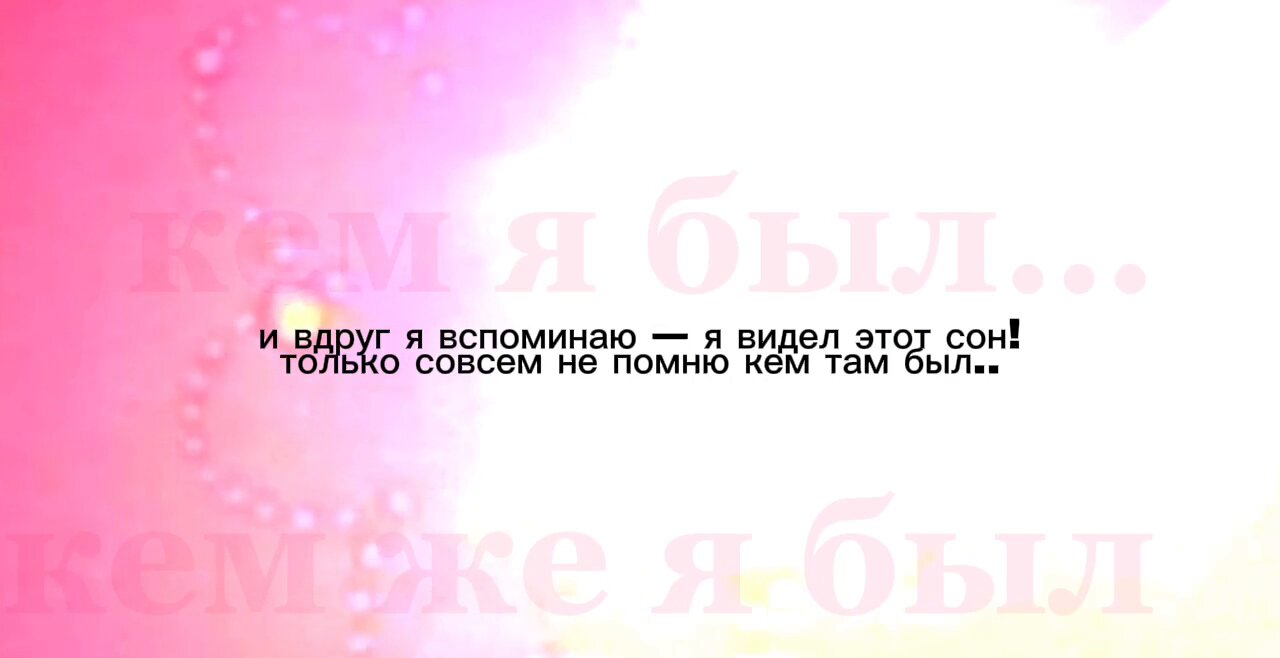 кем я был...
и вдруг я вспоминаю — я видел этот сон!
только совсем не помню кем там был..
кем же я был